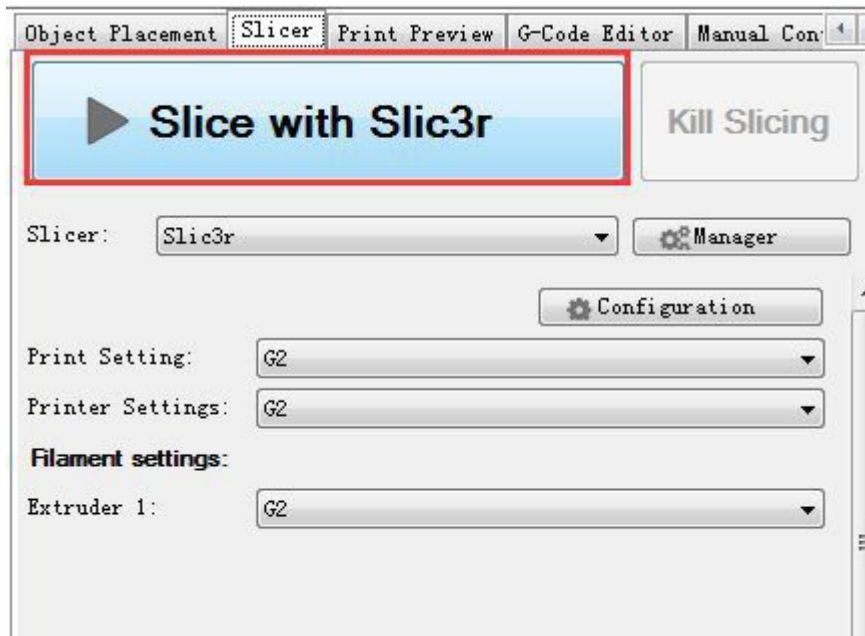 Object Placement Slicer Print Preview G-Code Editor Manual Con
Slice with Slic3r Kill Slicing
Slicer: Slic3r Manager
Configuration
Print Setting: G2
Printer Settings: G2
Filament settings:
Extruder 1: G2